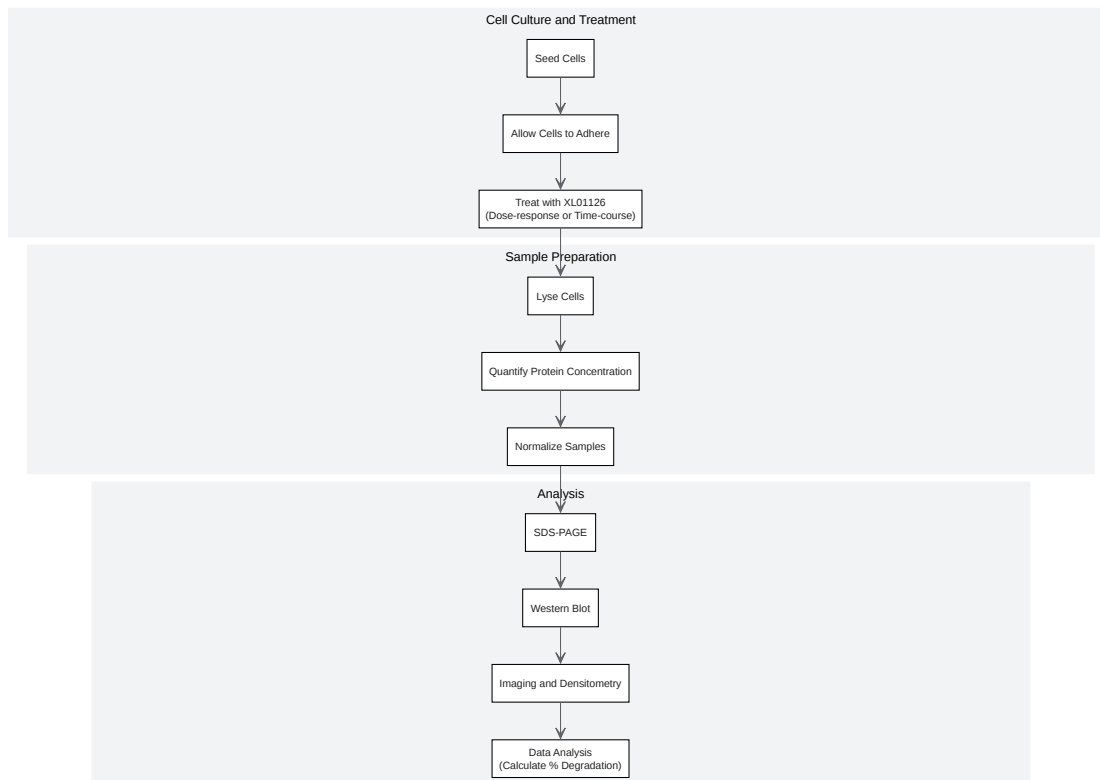 Cell Culture and Treatment
Seed Cells
Allow Cells to Adhere
Treat with XL01126
(Dose-response or Time-course)
Sample Preparation
Lyse Cells
Quantify Protein Concentration
Normalize Samples
Analysis
SDS-PAGE
Western Blot
Imaging and Densitometry
Data Analysis
(Calculate % Degradation)